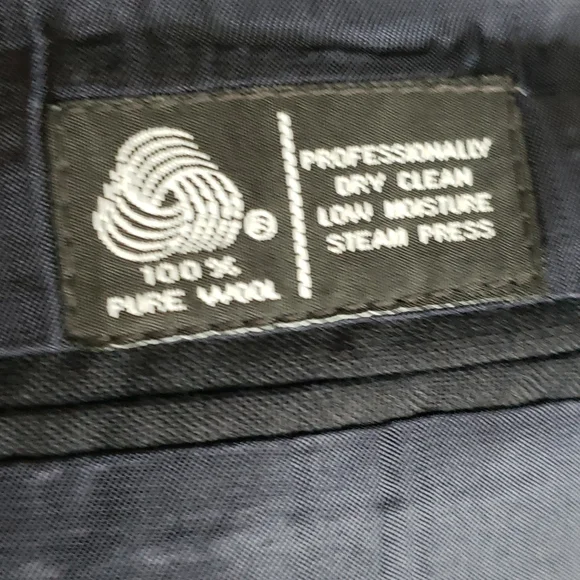 ®
100%
PURE WOOL
PROFESSIONALLY
DRY CLEAN
LOW MOISTURE
STEAM PRESS